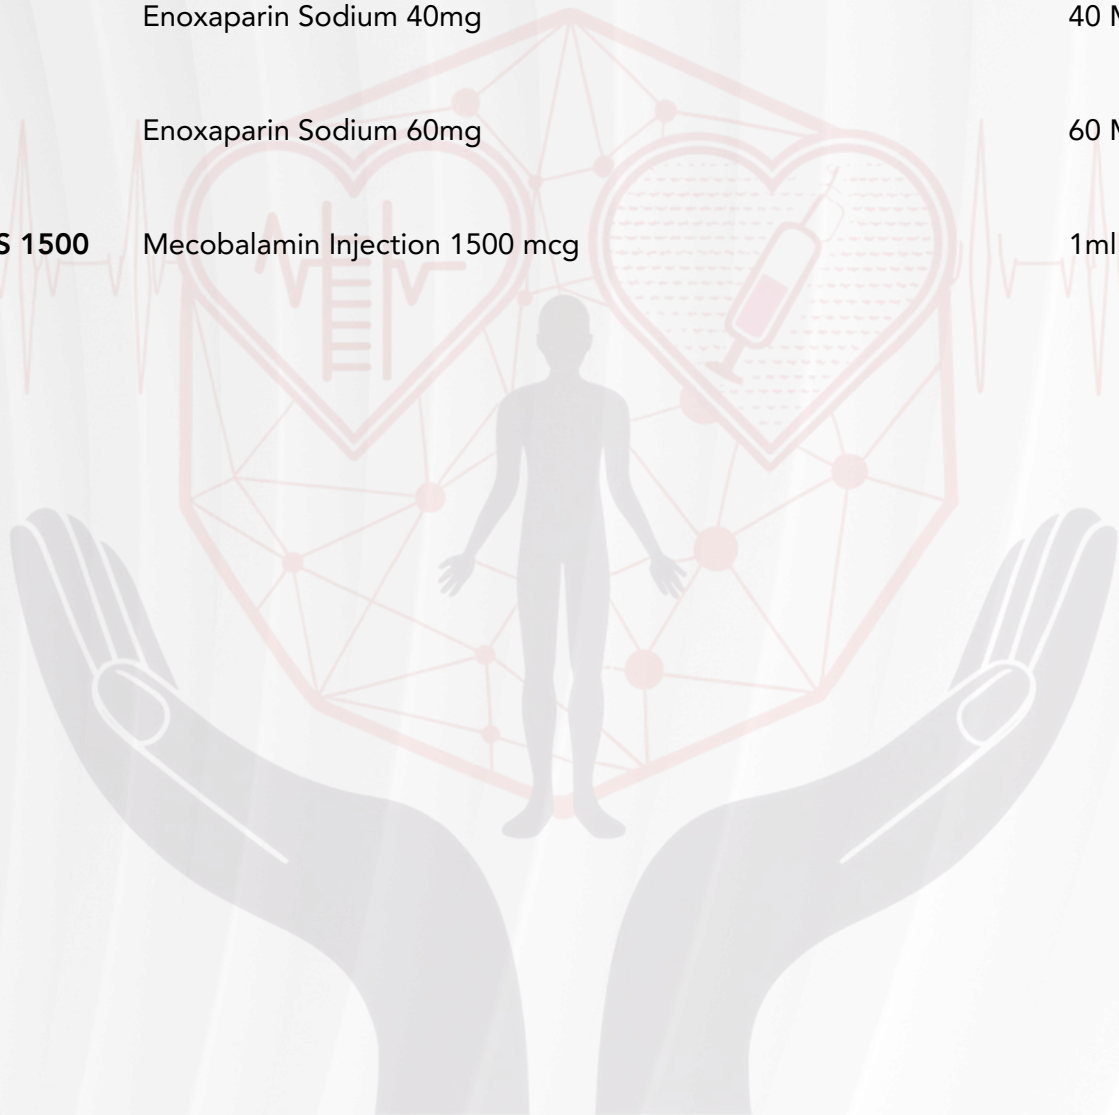 Enoxaparin Sodium 40mg 40 M
Enoxaparin Sodium 60mg 60 M
S 1500 Mecobalamin Injection 1500 mcg 1ml